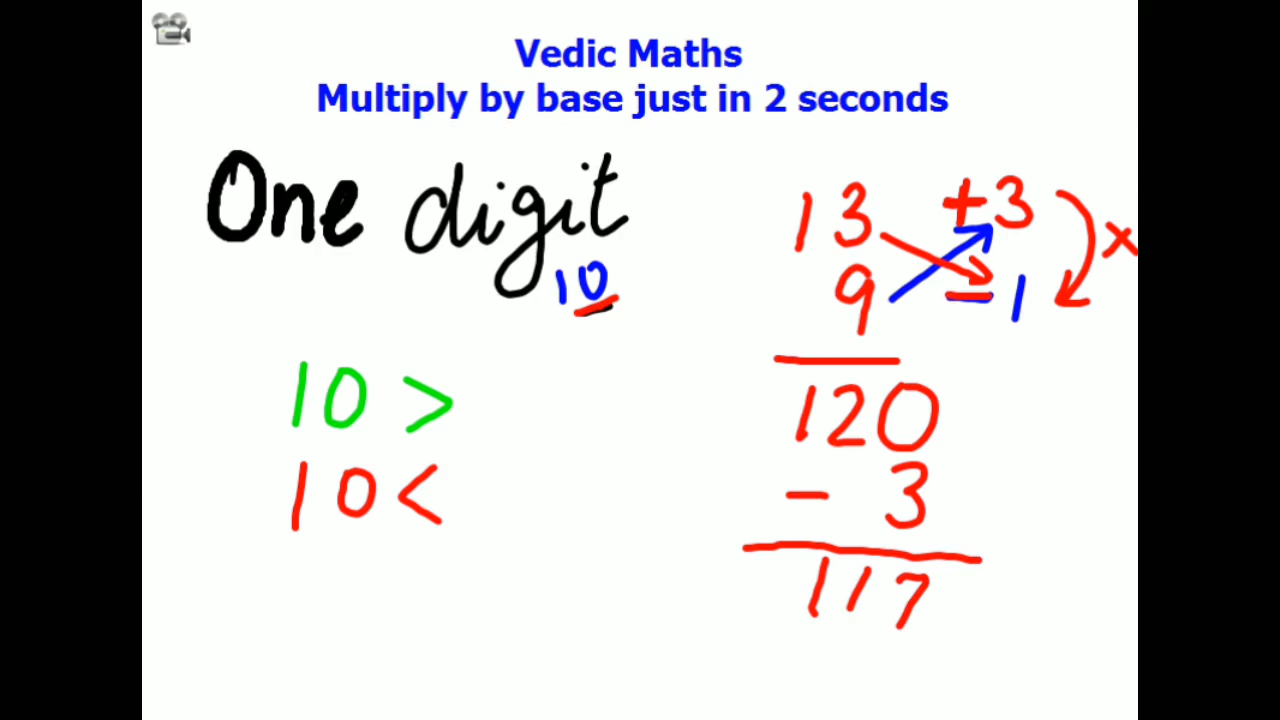 Vedic Maths
Multiply by base just in 2 seconds
One digit
10
10 >
10 <
13 +3
9 - 1
x
120
- 3
117